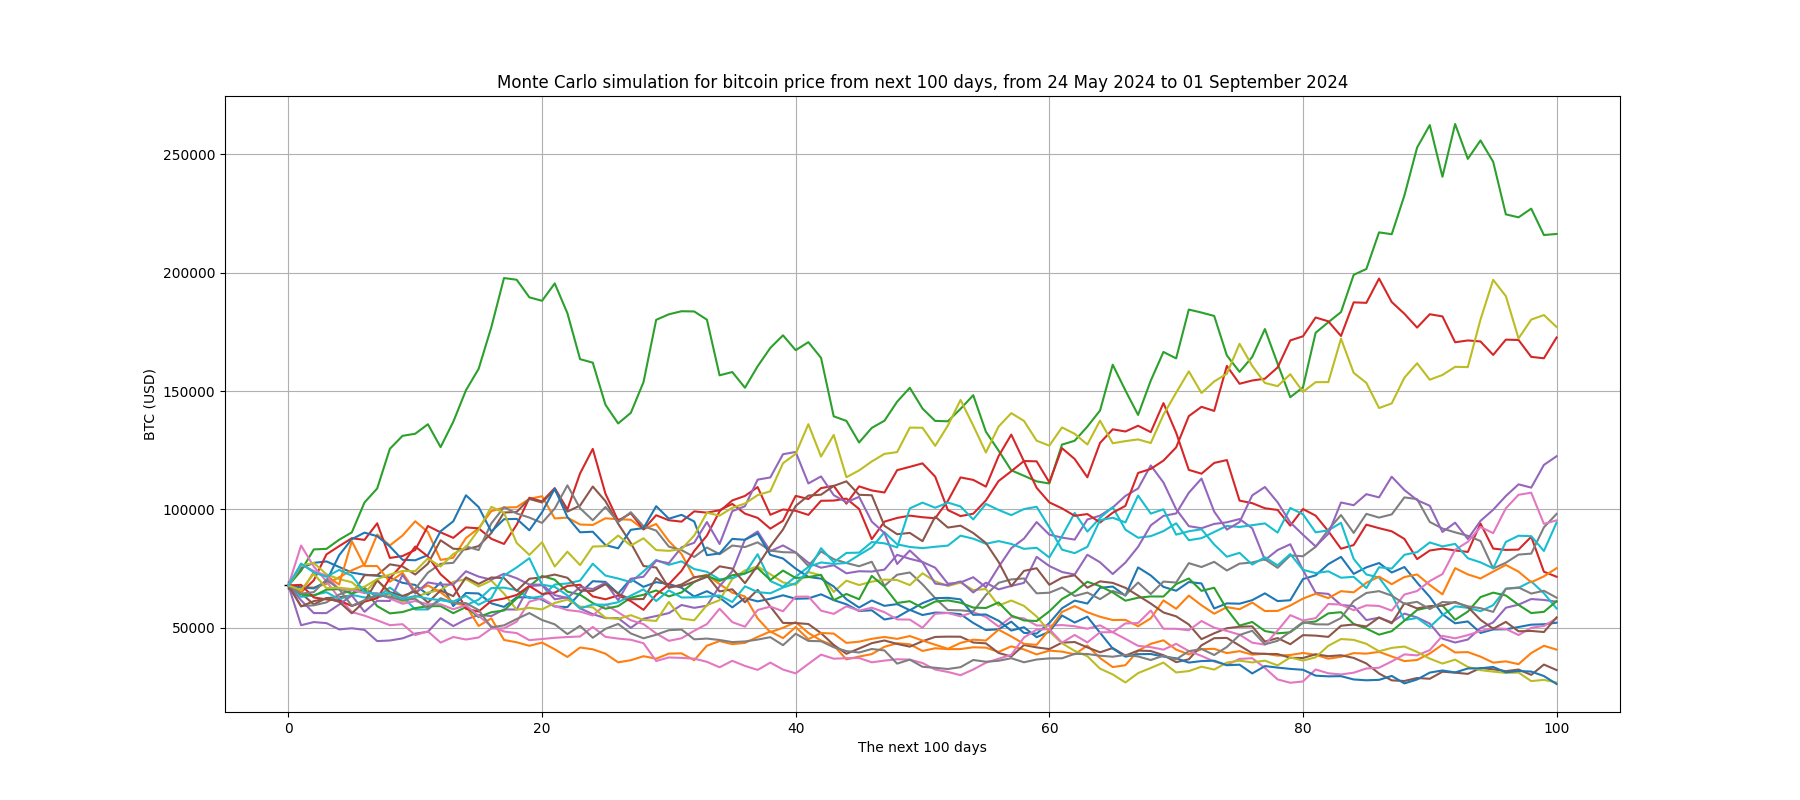 Monte Carlo simulation for bitcoin price from next 100 days, from 24 May 2024 to 01 September 2024
250000
200000
150000
100000
50000
BTC (USD)
0 20 40 60 80 100
The next 100 days